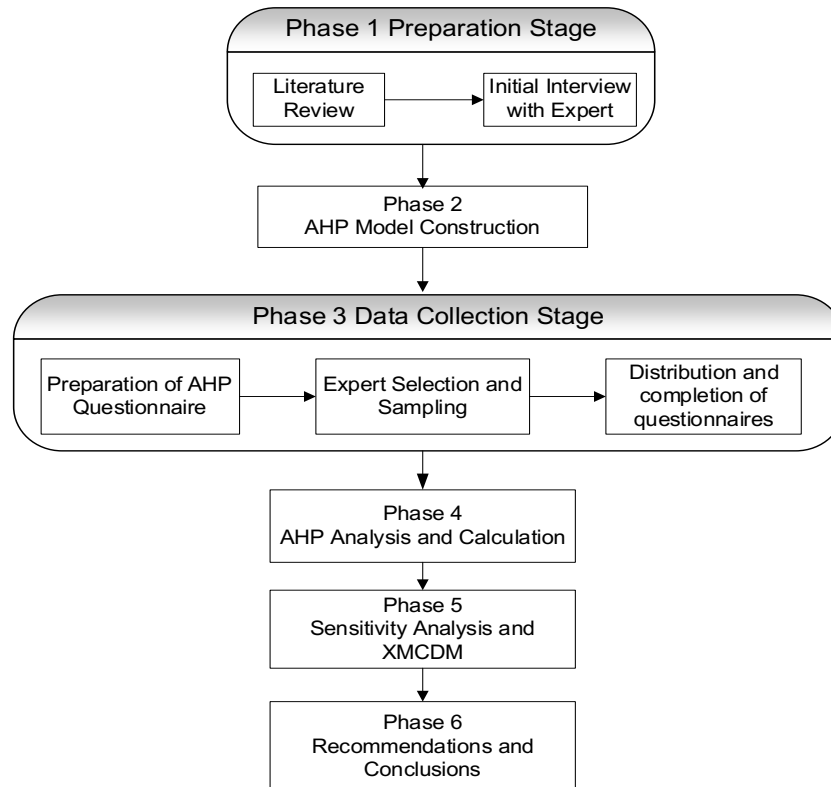 Phase 1 Preparation Stage
Literature
Review
Initial Interview
with Expert
Phase 2
AHP Model Construction
Phase 3 Data Collection Stage
Preparation of AHP
Questionnaire
Expert Selection and
Sampling
Distribution and
completion of
questionnaires
Phase 4
AHP Analysis and Calculation
Phase 5
Sensitivity Analysis and
XMCDM
Phase 6
Recommendations and
Conclusions